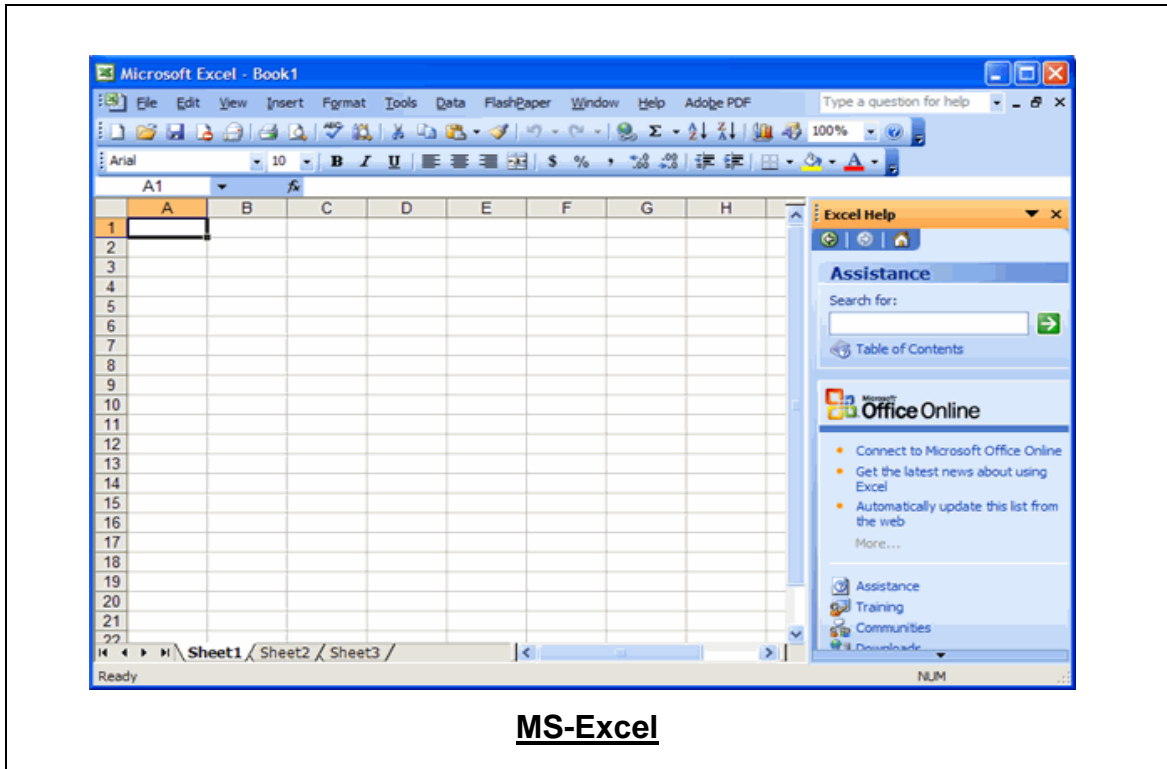 Microsoft Excel - Book1
File Edit View Insert Format Tools Data FlashPaper Window Help Adobe PDF Type a question for help
100%
Arial 10 B I U $ % ,
A1 fx
A B C D E F G H
Excel Help
1
2
3
4
5
6
7
8
9
10
11
12
13
14
15
16
17
18
19
20
21
22
Assistance
Search for:
Table of Contents
Microsoft
Office Online
Connect to Microsoft Office Online
Get the latest news about using
Excel
Automatically update this list from
the web
More...
Assistance
Training
Communities
Downloads
Sheet1 Sheet2 Sheet3
Ready NUM
MS-Excel